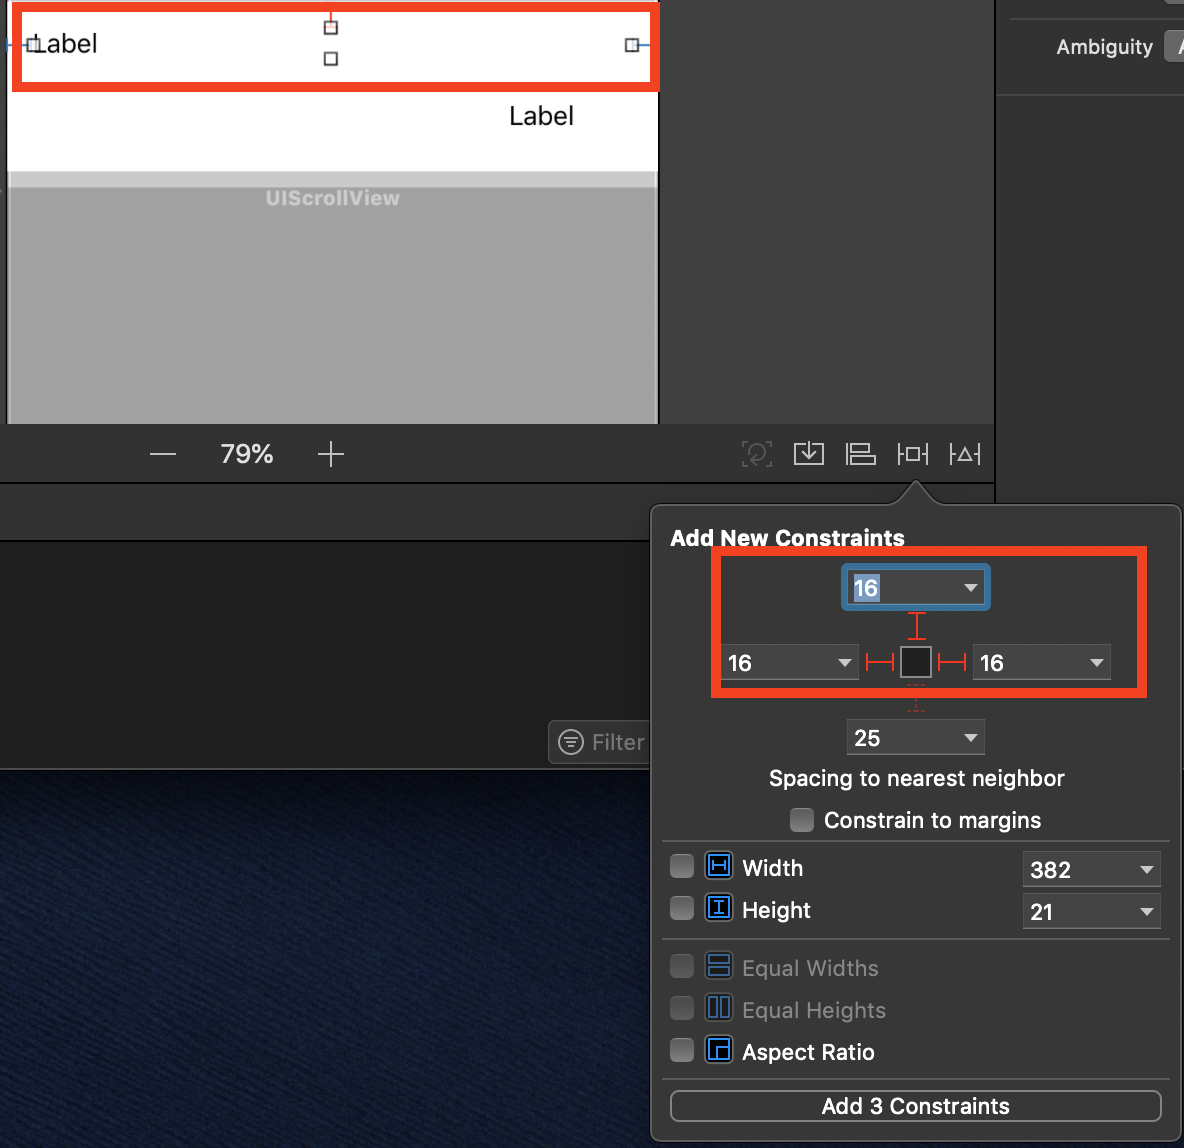 Label
Ambiguity
Label
UIScrollView
79%
Add New Constraints
16
16
16
25
Filter
Spacing to nearest neighbor
Constrain to margins
Width
382
Height
21
Equal Widths
Equal Heights
Aspect Ratio
Add 3 Constraints